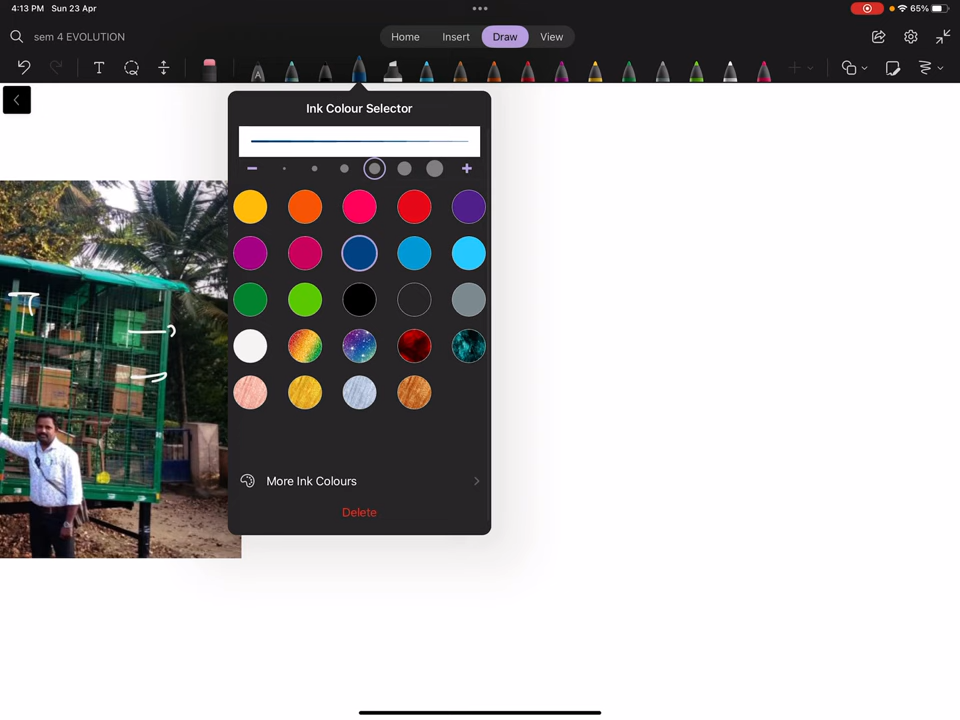 4:13 PM Sun 23 Apr
65%
sem 4 EVOLUTION
Home Insert Draw View
T
A
Ink Colour Selector
More Ink Colours
Delete